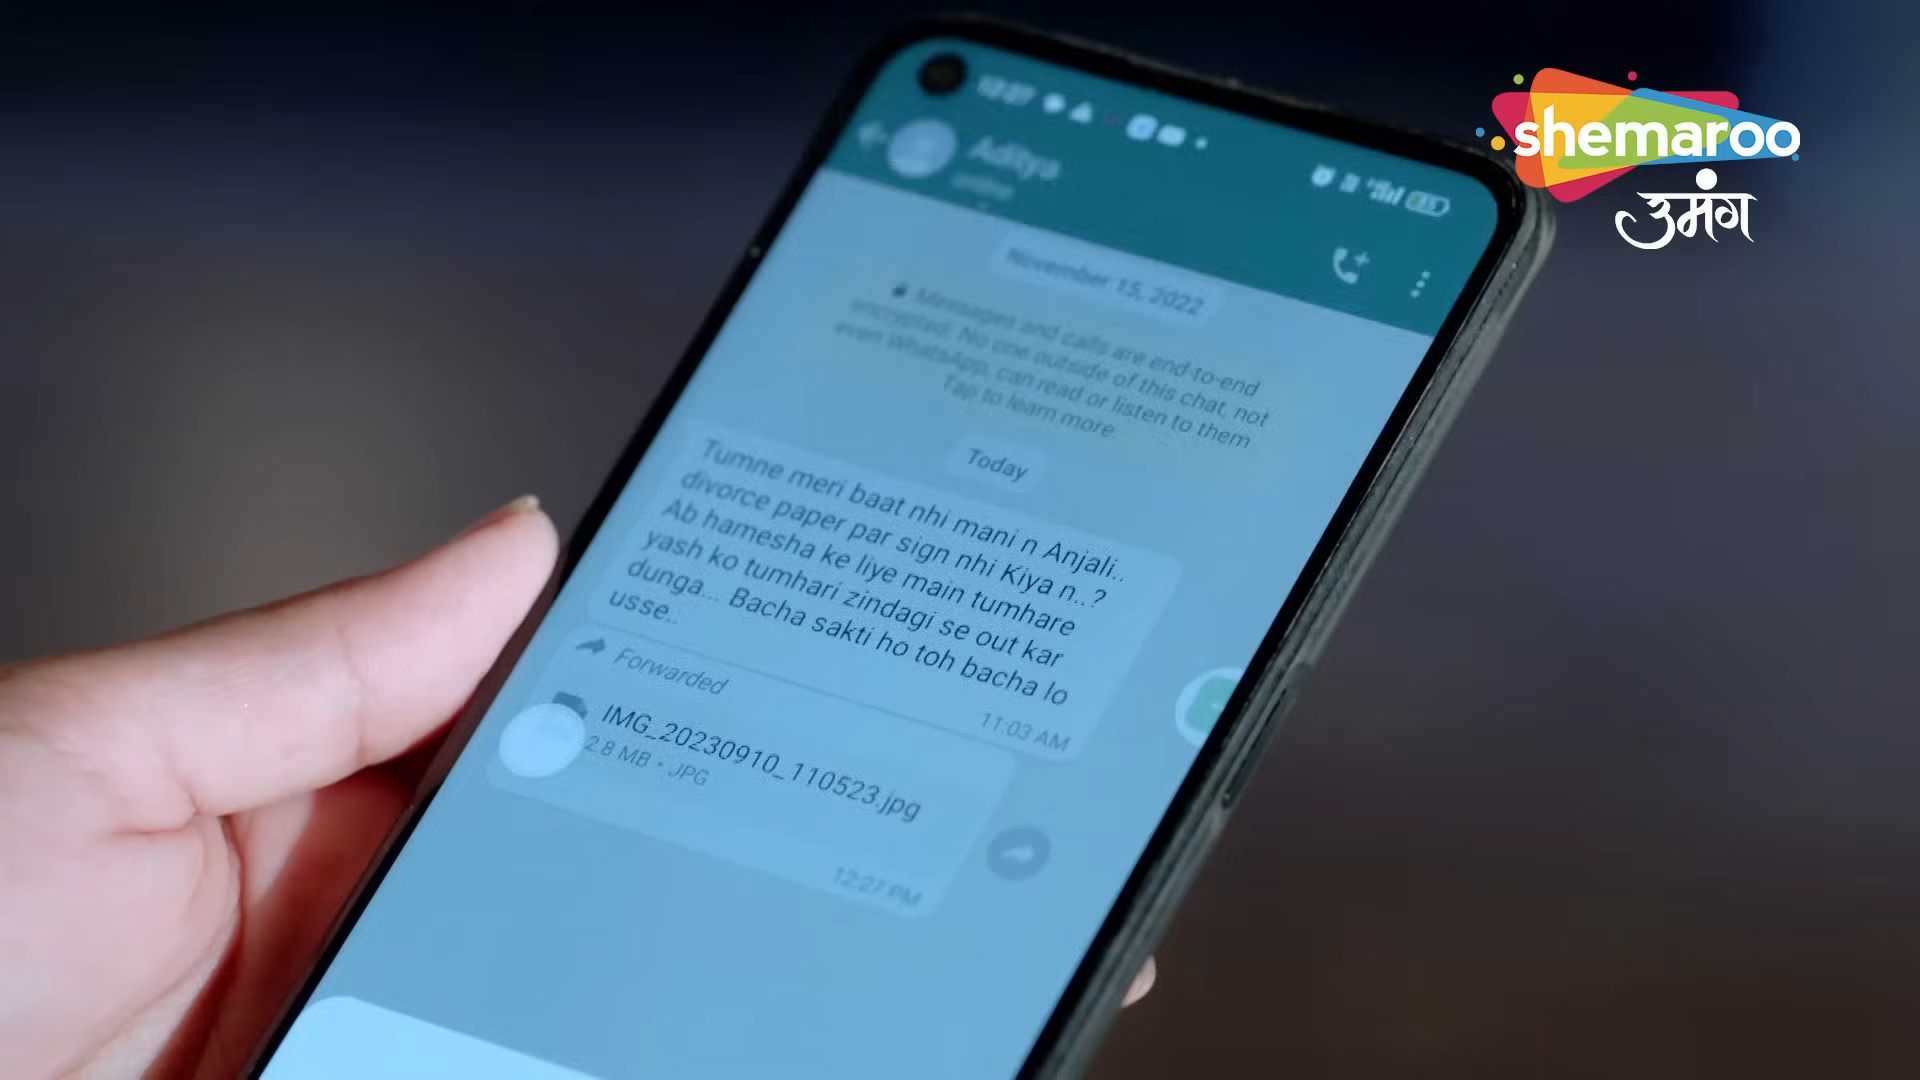 shemaroo
उमंग
Aditya
online
November 15, 2022
Messages and calls are end-to-end
encrypted. No one outside of this chat, not
even WhatsApp, can read or listen to them
Tap to learn more.
Today
Tumne meri baat nhi mani n Anjali..
divorce paper par sign nhi Kiya n..?
Ab hamesha ke liye main tumhare
yash ko tumhari zindagi se out kar
dunga... Bacha sakti ho toh bacha lo
usse..
11:03 AM
Forwarded
IMG_20230910_110523.jpg
2.8 MB • JPG
12:27 PM